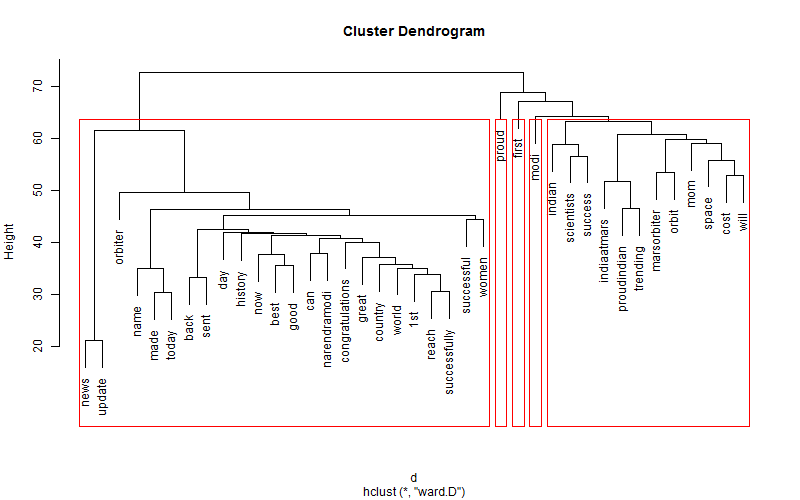 Cluster Dendrogram
Height
70
60
50
40
30
20
news
update
orbiter
name
made
today
back
sent
day
history
now
best
good
can
narendramodi
congratulations
great
country
world
1st
reach
successfully
successful
women
proud
first
modi
indian
scientists
success
indiaatmars
proudindian
trending
marsorbiter
orbit
mom
space
cost
will
d
hclust (*, "ward.D")